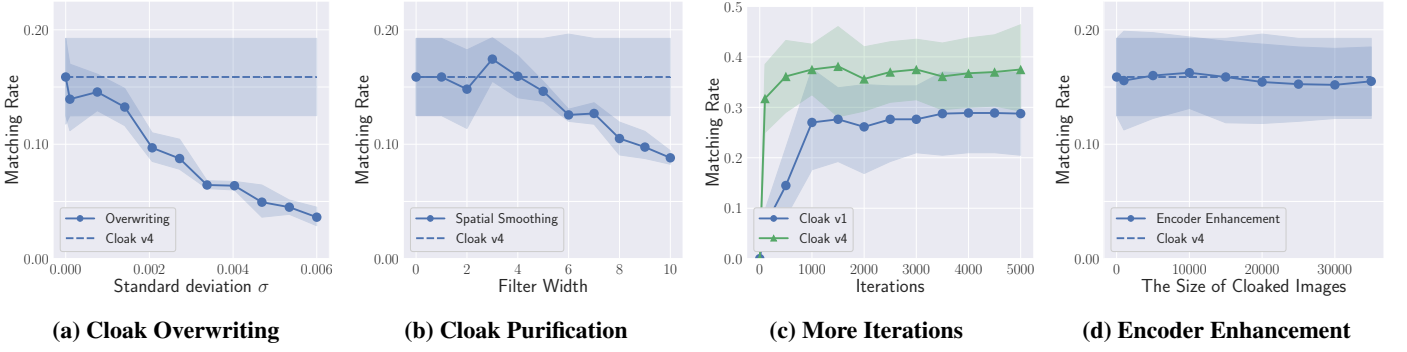 Matching Rate
0.20
0.10
0.00
Overwriting
Cloak v4
0.000 0.002 0.004 0.006
Standard deviation σ
(a) Cloak Overwriting
Matching Rate
0.20
0.10
0.00
Spatial Smoothing
Cloak v4
0 2 4 6 8 10
Filter Width
(b) Cloak Purification
Matching Rate
0.5
0.4
0.3
0.2
0.1
0.0
Cloak v1
Cloak v4
0 1000 2000 3000 4000 5000
Iterations
(c) More Iterations
Matching Rate
0.20
0.10
0.00
Encoder Enhancement
Cloak v4
0 10000 20000 30000
The Size of Cloaked Images
(d) Encoder Enhancement